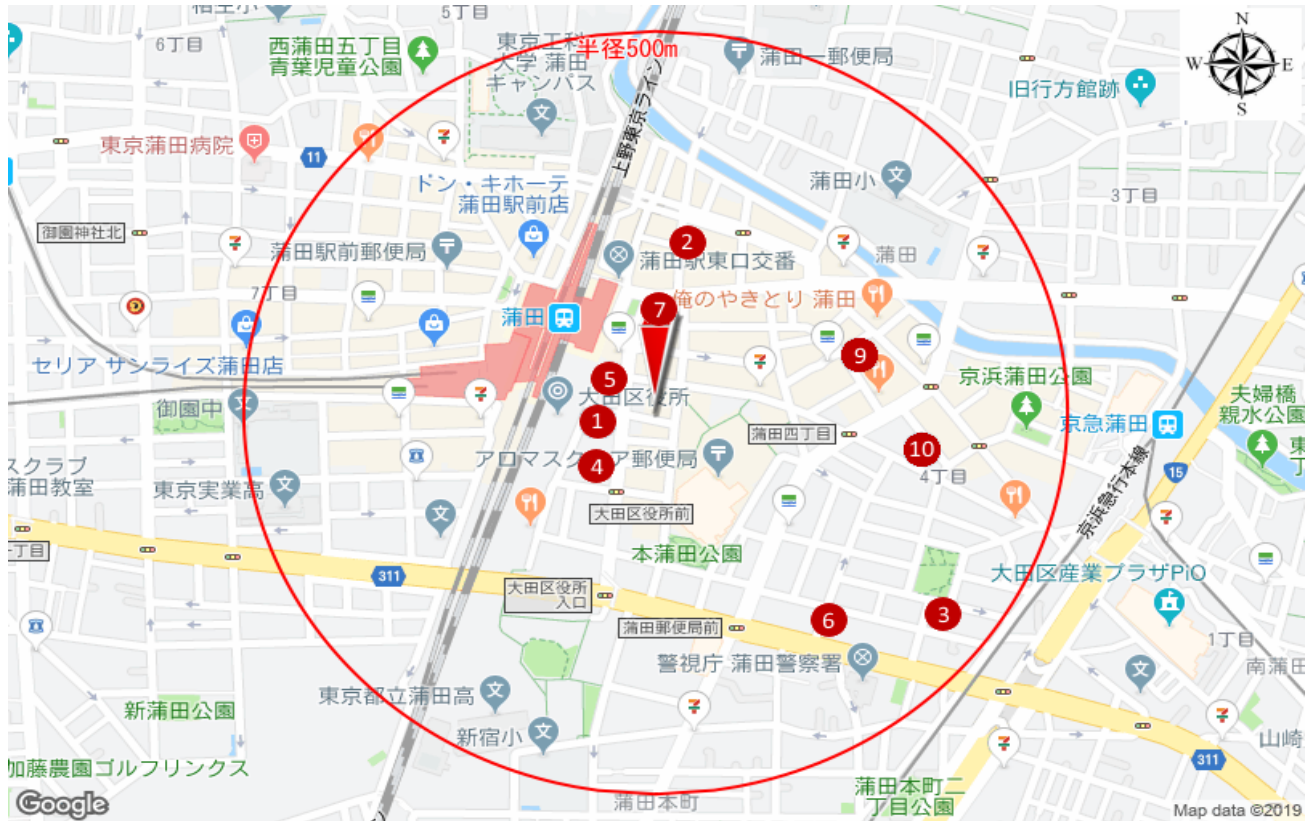 5丁目
6丁目
西蒲田五丁目
青葉児童公園
東京工科
大学 蒲田
キャンパス
半径500m
蒲田一郵便局
旧行方館跡
N
W
E
S
東京蒲田病院
11
上野東京ライン
蒲田小
3丁目
ドン・キホーテ
蒲田駅前店
御園神社北
蒲田駅前郵便局
2
蒲田駅東口交番
蒲田
7丁目
蒲田
7
俺のやきとり 蒲田
セリア サンライズ蒲田店
9
京浜蒲田公園
5
大田区役所
御園中
夫婦橋
親水公園
1
蒲田四丁目
京急蒲田
スクラブ
蒲田教室
東京実業高
4
アロマスクエア郵便局
10
4丁目
15
京浜急行本線
大田区役所前
丁目
本蒲田公園
311
大田区役所
入口
大田区産業プラザPiO
6
3
蒲田郵便局前
1丁目
警視庁 蒲田警察署
南蒲田
東京都立蒲田高
新蒲田公園
新宿小
山崎
311
加藤農園ゴルフリンクス
蒲田本町二
丁目公園
蒲田本町
Google
Map data ©2019